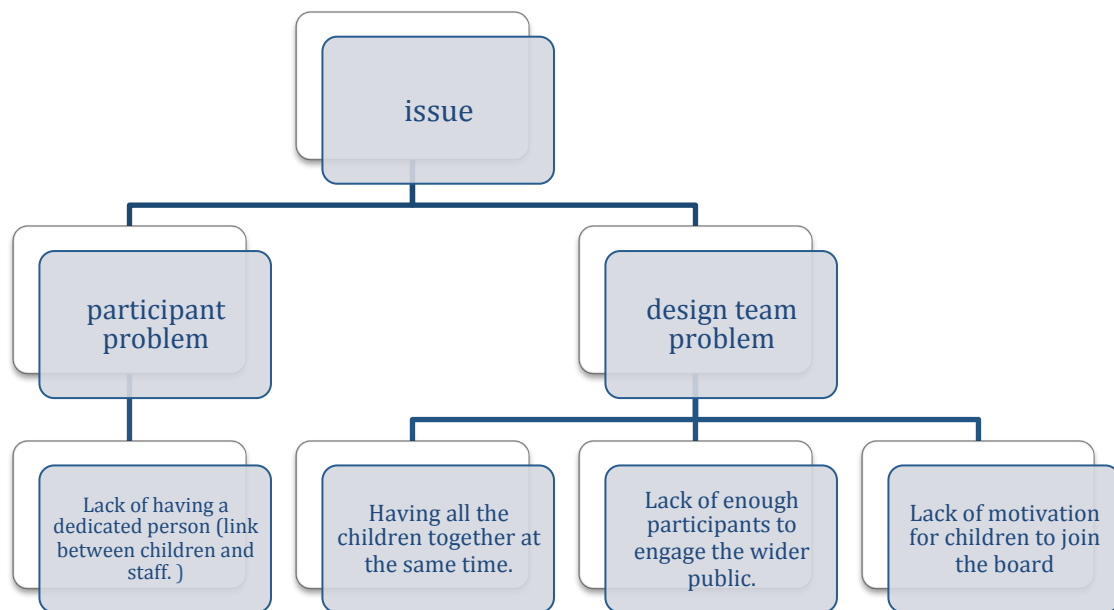 issue
participant
problem
design team
problem
Lack of having a
dedicated person (link
between children and
staff. )
Having all the
children together at
the same time.
Lack of enough
participants to
engage the wider
public.
Lack of motivation
for children to join
the board